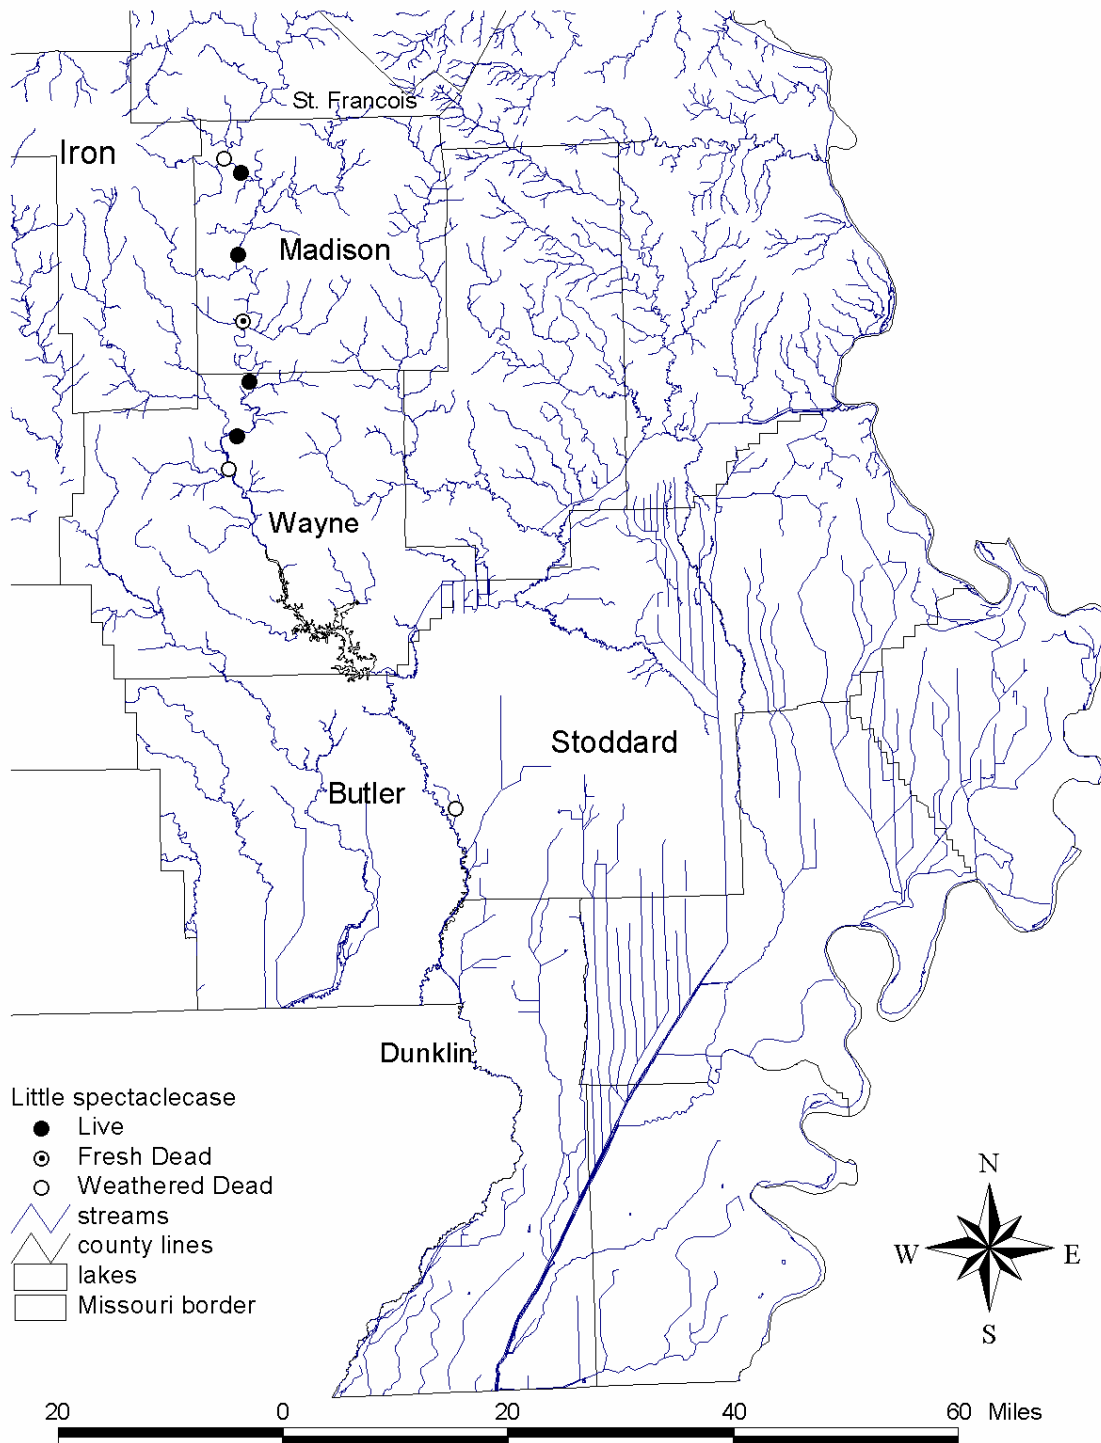 St. Francois
Iron
Madison
Wayne
Stoddard
Butler
Dunklin
Little spectaclecase
Live
Fresh Dead
Weathered Dead
streams
county lines
lakes
Missouri border
N
W E
S
20 0 20 40 60 Miles